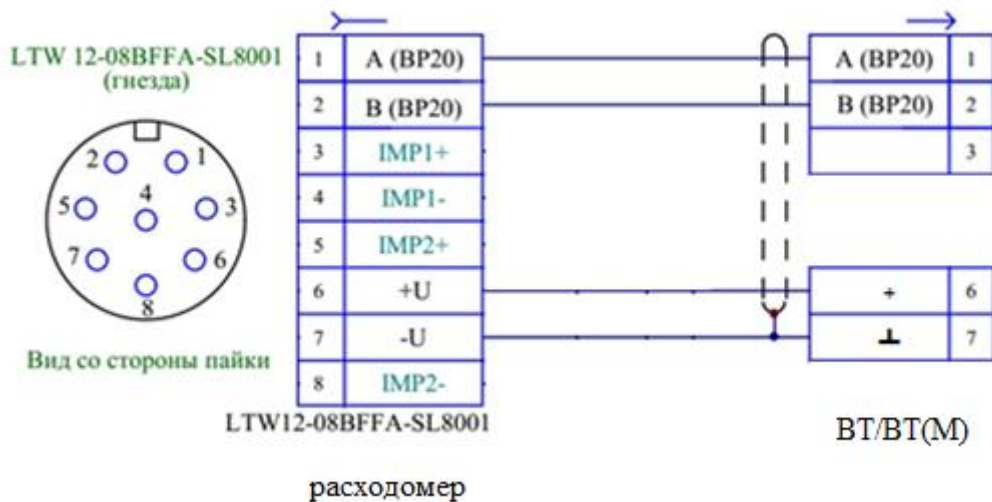 LTW 12-08BFFA-SL8001
(гнезда)
2
1
4
5
3
7
6
8
Вид со стороны пайки
1 A (BP20)
2 B (BP20)
3 IMP1+
4 IMP1-
5 IMP2+
6 +U
7 -U
8 IMP2-
LTW12-08BFFA-SL8001
расходомер
A (BP20) 1
B (BP20) 2
3
+ 6
⊥ 7
ВТ/ВТ(М)